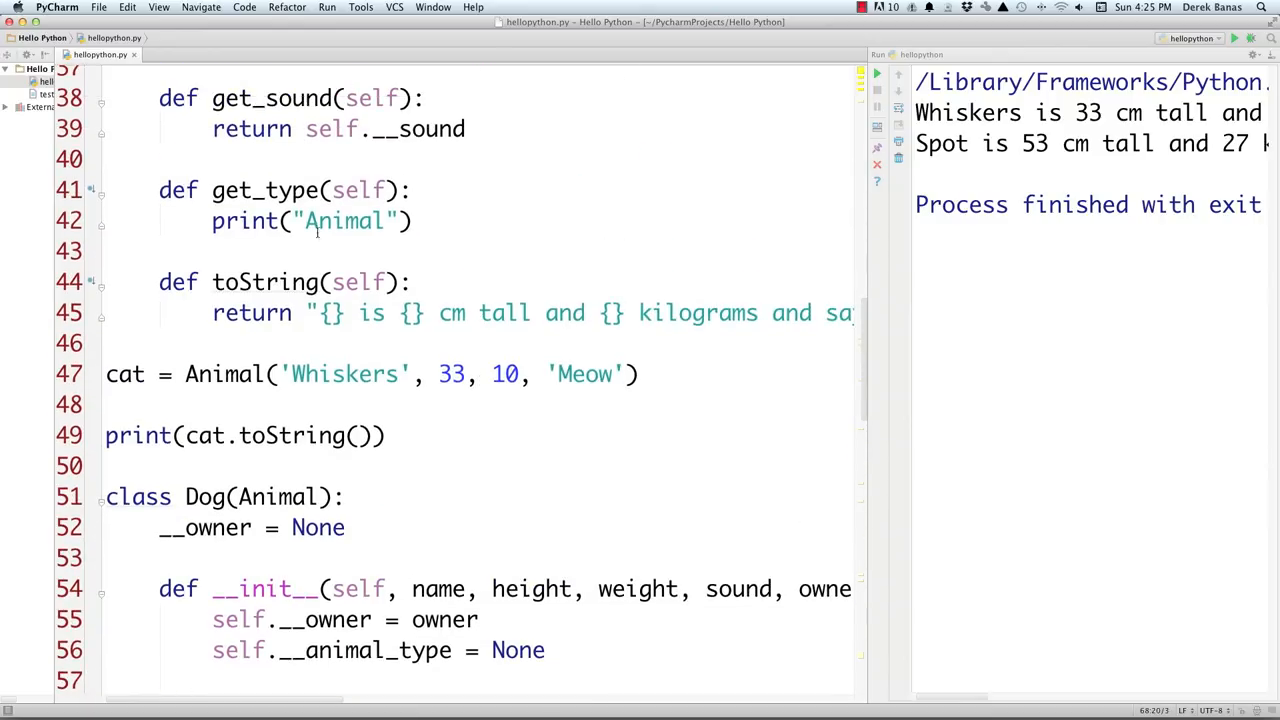 PyCharm File Edit View Navigate Code Refactor Run Tools VCS Window Help 10 Sun 4:25 PM Derek Banas
hellopython.py - Hello Python - [~/PycharmProjects/Hello Python]
Hello Python hellopython.py hellopython
hellopython.py Run hellopython
Hello P
hell
test
Externa
37
38 def get_sound(self):
39 return self.__sound
40
41 def get_type(self):
42 print("Animal")
43
44 def toString(self):
45 return "{} is {} cm tall and {} kilograms and say
46
47 cat = Animal('Whiskers', 33, 10, 'Meow')
48
49 print(cat.toString())
50
51 class Dog(Animal):
52 __owner = None
53
54 def __init__(self, name, height, weight, sound, owne
55 self.__owner = owner
56 self.__animal_type = None
57
/Library/Frameworks/Python.
Whiskers is 33 cm tall and
Spot is 53 cm tall and 27 k
Process finished with exit
68:20/3 LF UTF-8